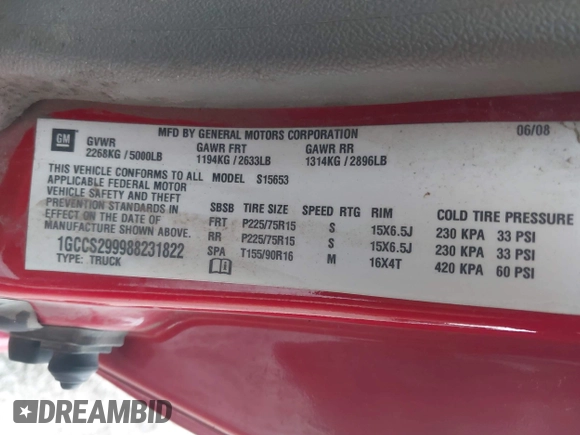 MFD BY GENERAL MOTORS CORPORATION 06/08
GM GVWR GAWR FRT GAWR RR
2268KG / 5000LB 1194KG / 2633LB 1314KG / 2896LB
THIS VEHICLE CONFORMS TO ALL MODEL S15653
APPLICABLE FEDERAL MOTOR
VEHICLE SAFETY AND THEFT
PREVENTION STANDARDS IN
EFFECT ON THE DATE OF
MANUFACTURE SHOWN ABOVE.
1GCCS299988231822
TYPE: TRUCK
SBSB TIRE SIZE SPEED RTG RIM COLD TIRE PRESSURE
FRT P225/75R15 S 15X6.5J 230 KPA 33 PSI
RR P225/75R15 S 15X6.5J 230 KPA 33 PSI
SPA T155/90R16 M 16X4T 420 KPA 60 PSI
DREAMBID